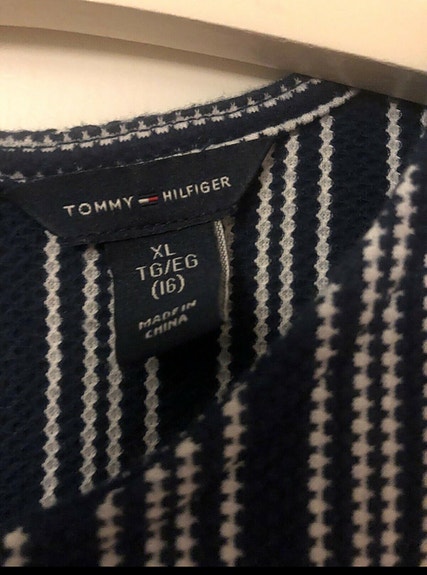 TOMMY HILFIGER
XL
TG/EG
(16)
MADE IN
CHINA